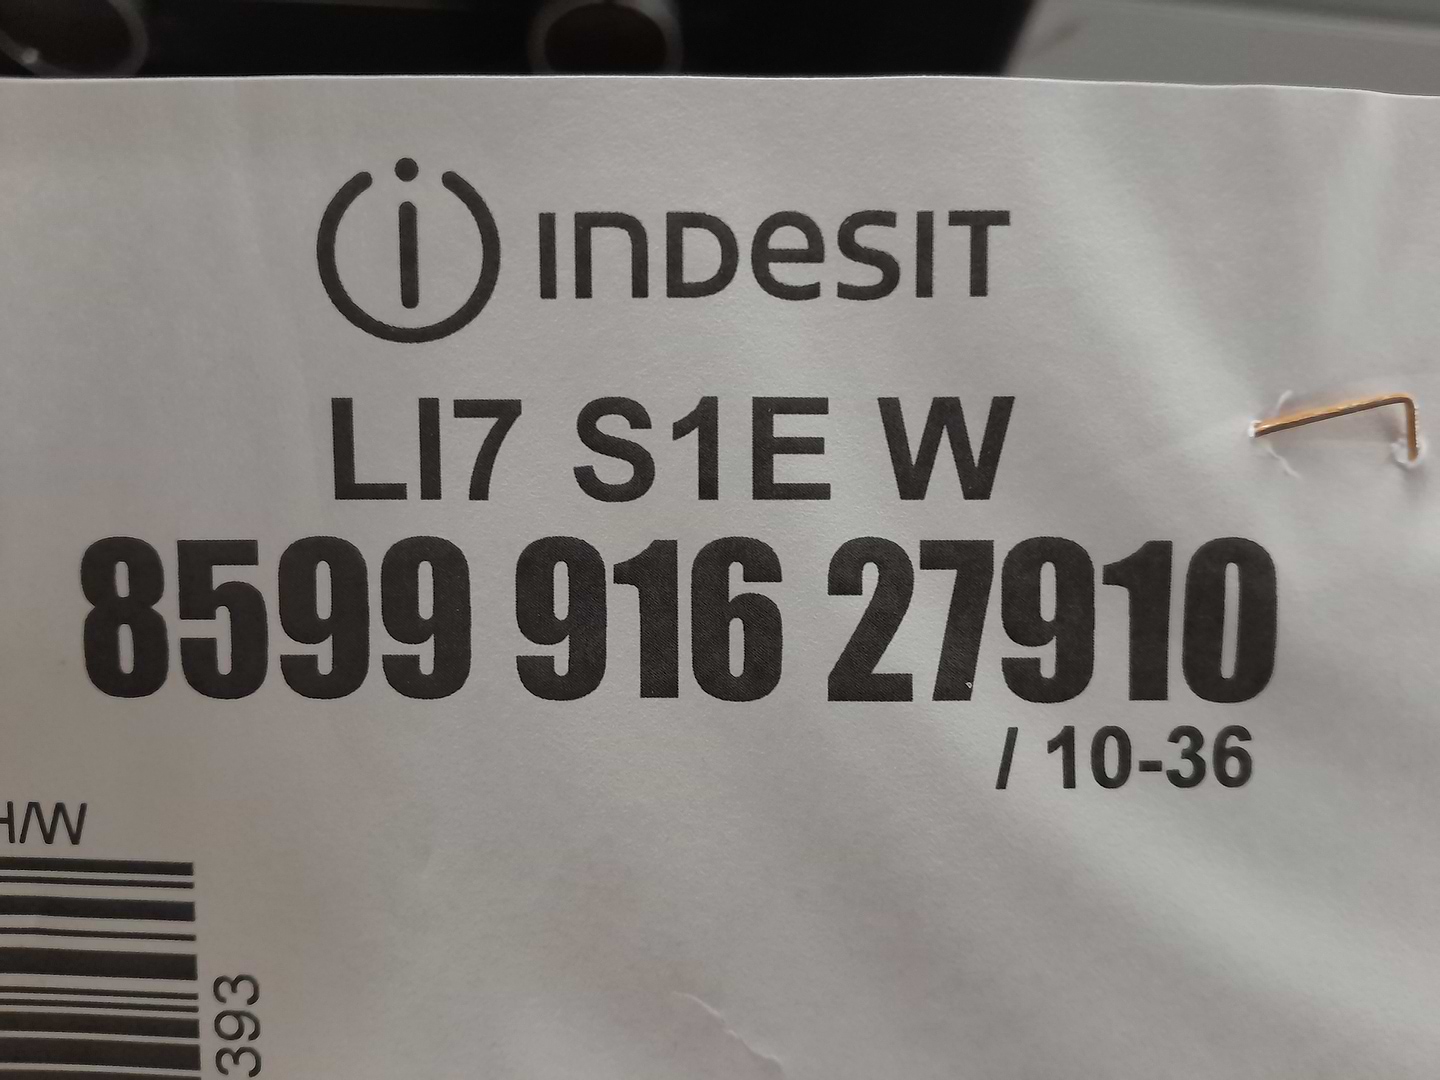 INDESIT
LI7 S1E W
8599 916 27910
/ 10-36
H/W
393